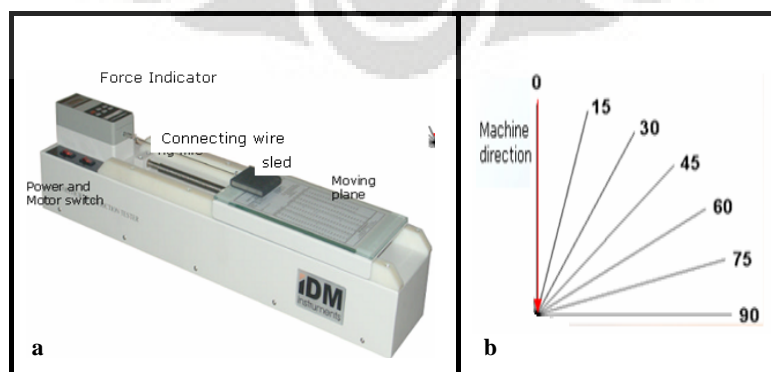 Force Indicator
Connecting wire
sled
Moving
plane
Power and
Motor switch
iDM
instruments
a
0
15
30
45
60
75
90
Machine
direction
b